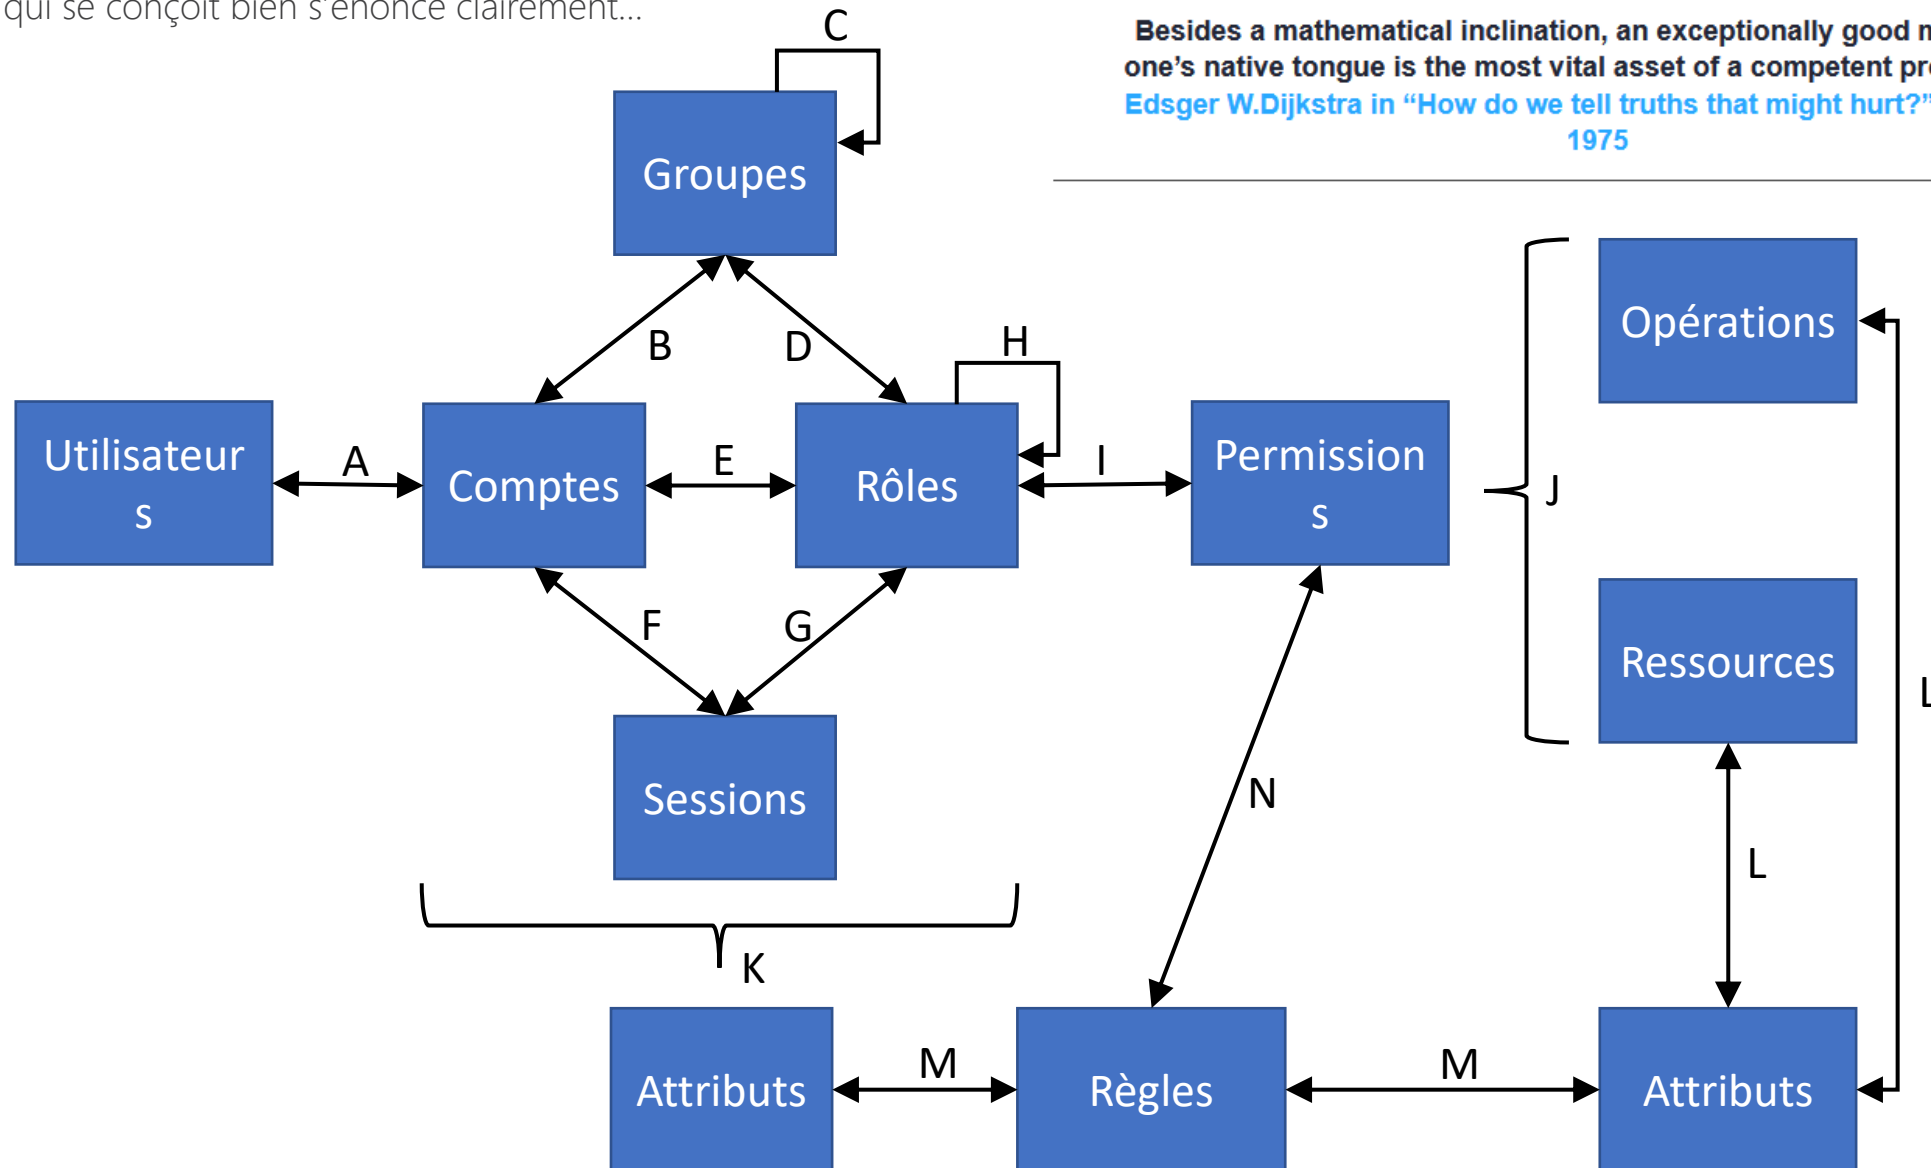 qui se conçoit bien s'énonce clairement...
Besides a mathematical inclination, an exceptionally good
one's native tongue is the most vital asset of a competent
Edsger W.Dijkstra in “How do we tell truths that might hurt?”
1975
C
Groupes
B
D
H
Opérations
Utilisateur
s
A
Comptes
E
Rôles
I
Permission
s
J
F
G
Ressources
L
Sessions
N
L
K
Attributs
M
Règles
M
Attributs